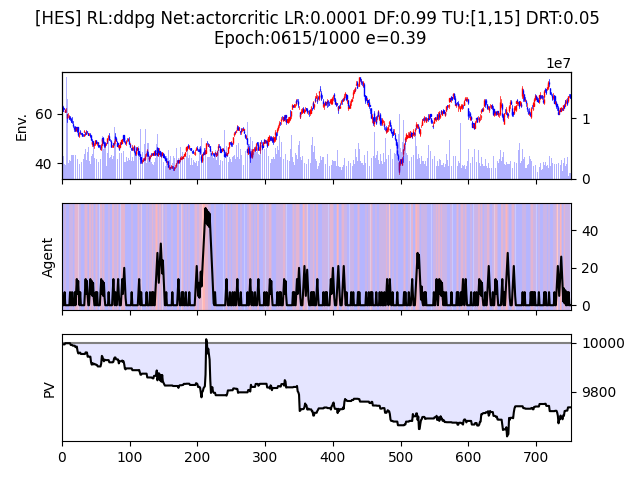 [HES] RL:ddpg Net:actorcritic LR:0.0001 DF:0.99 TU:[1,15] DRT:0.05
Epoch:0615/1000 e=0.39
1e7
Env.
60
40
1
0
Agent
40
20
0
PV
10000
9800
0 100 200 300 400 500 600 700